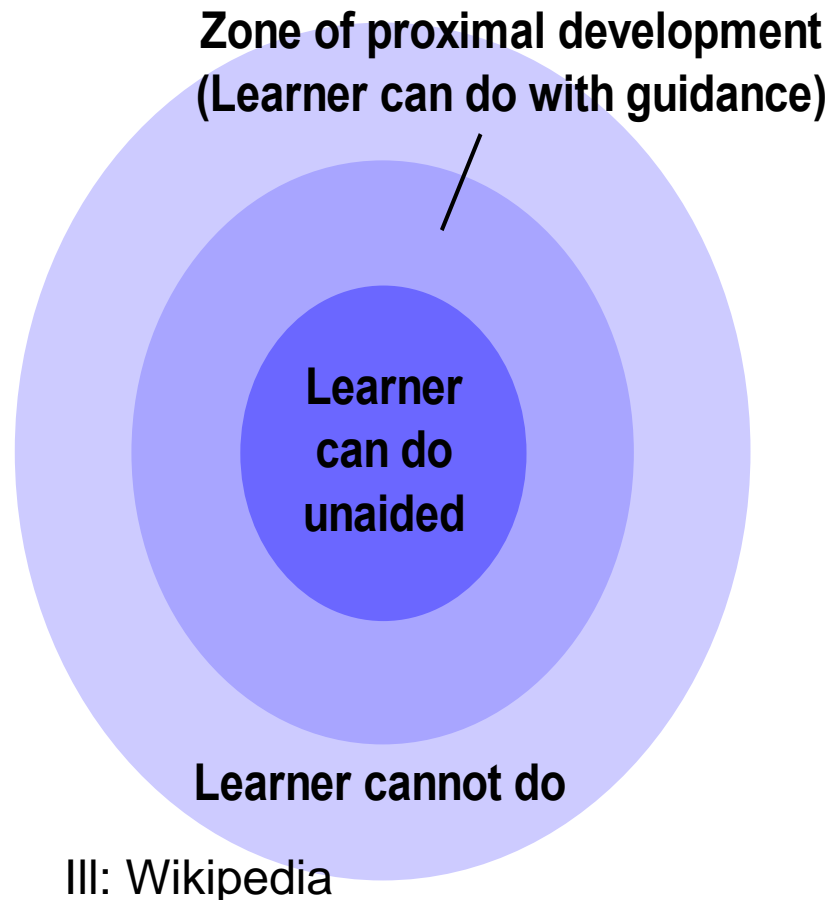 Zone of proximal development
(Learner can do with guidance)
Learner
can do
unaided
Learner cannot do
Ill: Wikipedia